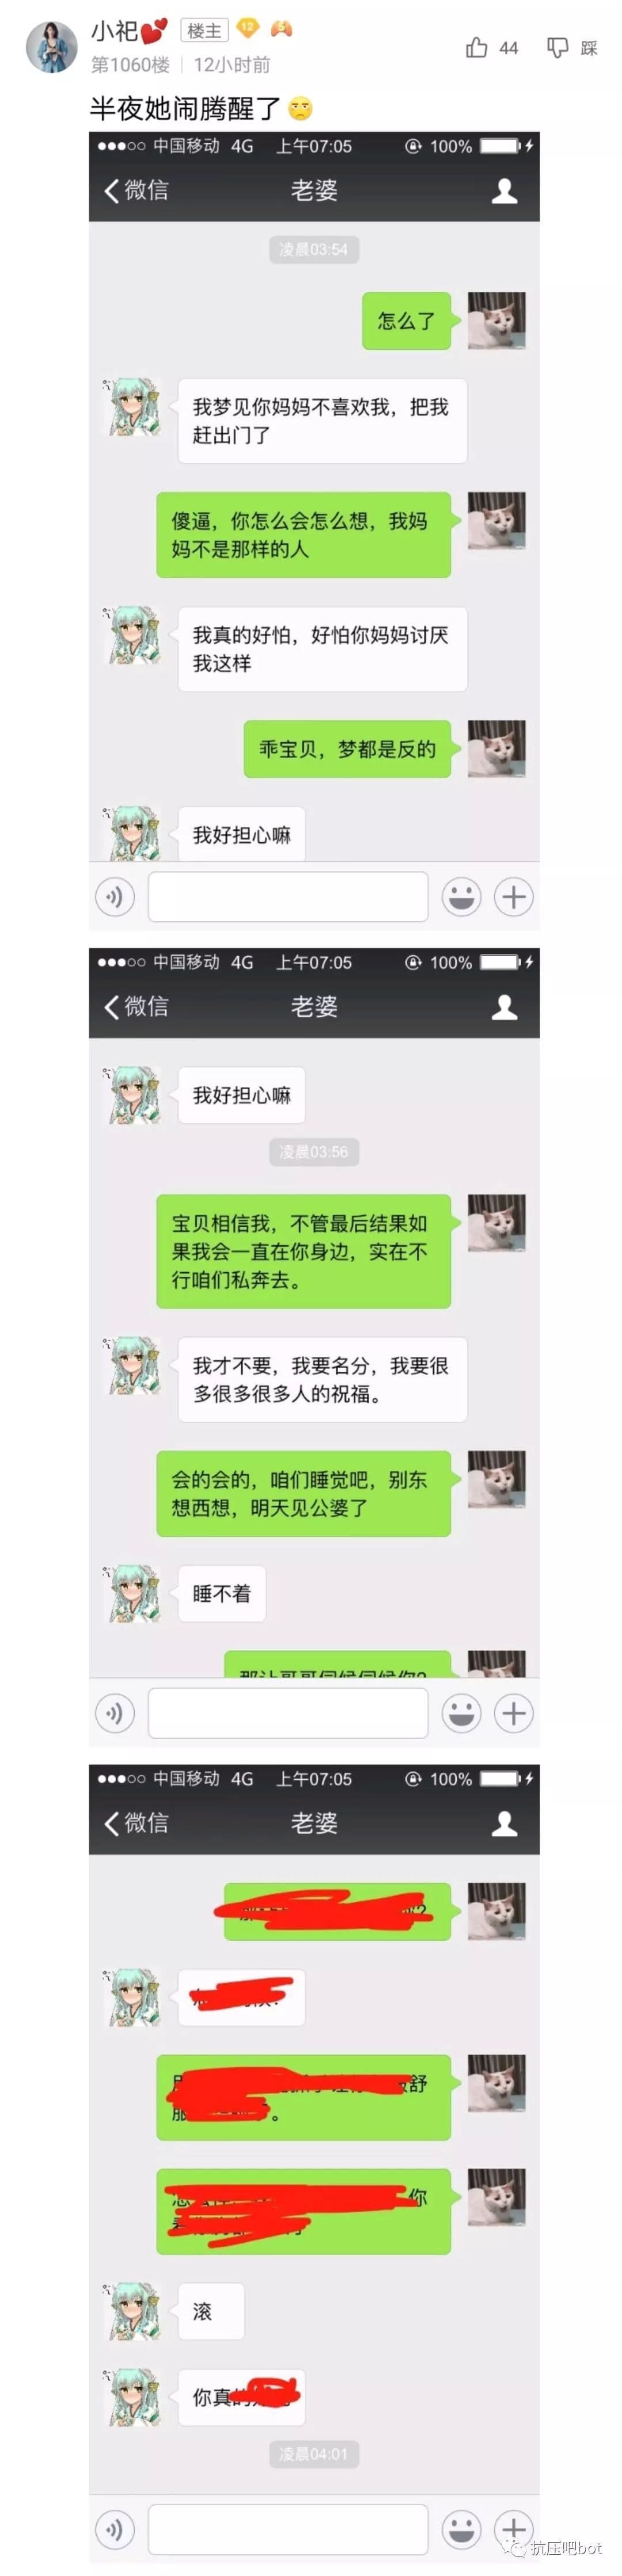 小祀
楼主
12
5
44
踩
第1060楼
12小时前
半夜她闹腾醒了
中国移动 4G 上午07:05 100%
微信 老婆
凌晨03:54
怎么了
我梦见你妈妈不喜欢我，把我
赶出门了
傻逼，你怎么会怎么想，我妈
妈不是那样的人
我真的好怕，好怕你妈妈讨厌
我这样
乖宝贝，梦都是反的
我好担心嘛
中国移动 4G 上午07:05 100%
微信 老婆
我好担心嘛
凌晨03:56
宝贝相信我，不管最后结果如
果我会一直在你身边，实在不
行咱们私奔去。
我才不要，我要名分，我要很
多很多很多人的祝福。
会的会的，咱们睡觉吧，别东
想西想，明天见公婆了
睡不着
那让哥哥伺候伺候你?
中国移动 4G 上午07:05 100%
微信 老婆
?
舒
服
。
你
滚
你真
凌晨04:01
抗压吧bot